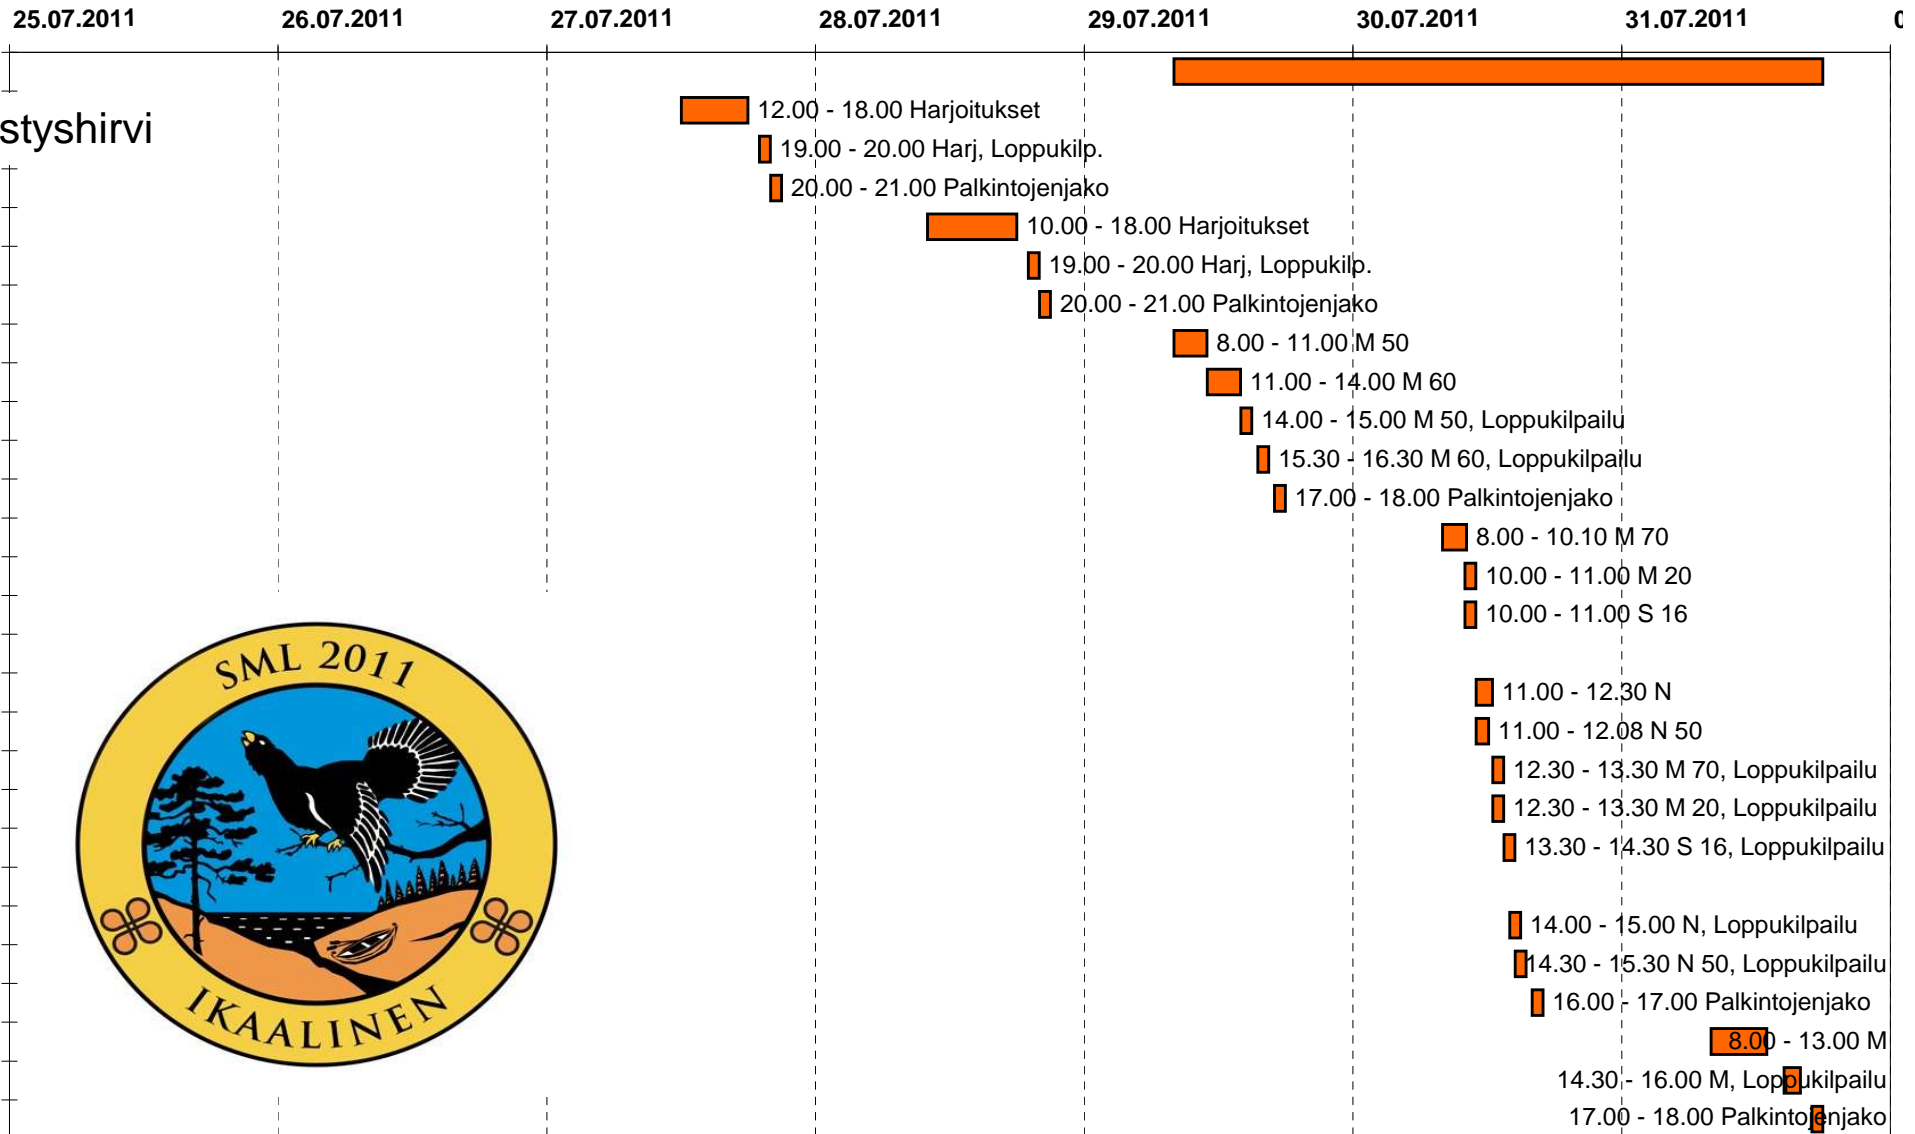 25.07.2011 26.07.2011 27.07.2011 28.07.2011 29.07.2011 30.07.2011 31.07.2011 0
12.00 - 18.00 Harjoitukset
styshirvi
19.00 - 20.00 Harj, Loppukilp.
20.00 - 21.00 Palkintojenjako
10.00 - 18.00 Harjoitukset
19.00 - 20.00 Harj, Loppukilp.
20.00 - 21.00 Palkintojenjako
8.00 - 11.00 M 50
11.00 - 14.00 M 60
14.00 - 15.00 M 50, Loppukilpailu
15.30 - 16.30 M 60, Loppukilpailu
17.00 - 18.00 Palkintojenjako
8.00 - 10.10 M 70
10.00 - 11.00 M 20
10.00 - 11.00 S 16
11.00 - 12.30 N
11.00 - 12.08 N 50
12.30 - 13.30 M 70, Loppukilpailu
12.30 - 13.30 M 20, Loppukilpailu
13.30 - 14.30 S 16, Loppukilpailu
14.00 - 15.00 N, Loppukilpailu
14.30 - 15.30 N 50, Loppukilpailu
16.00 - 17.00 Palkintojenjako
8.00 - 13.00 M
14.30 - 16.00 M, Loppukilpailu
17.00 - 18.00 Palkintojenjako
SML 2011
IKAALINEN